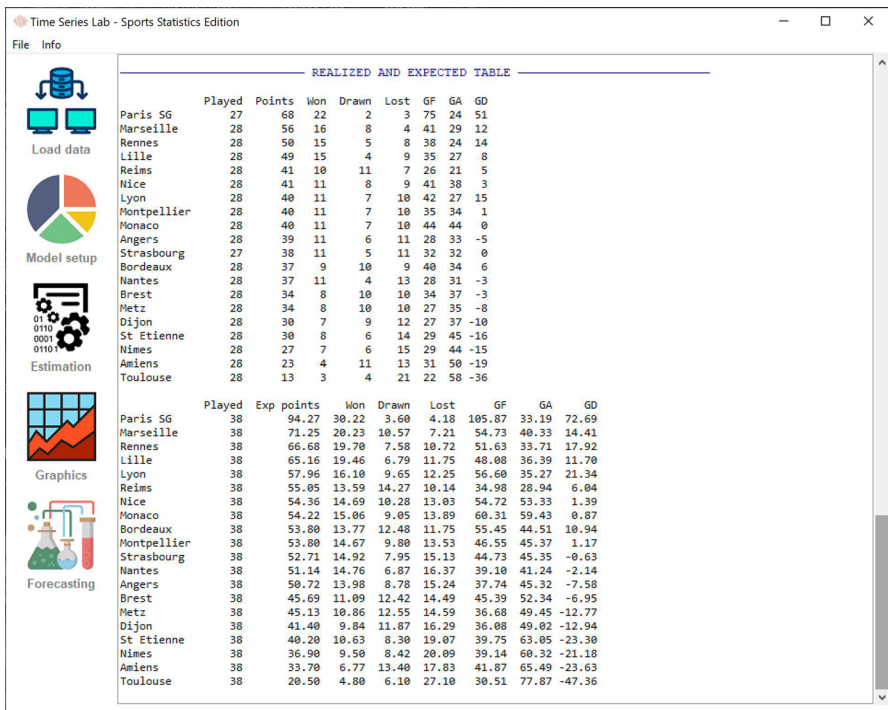 Time Series Lab - Sports Statistics Edition
File Info
Load data
Model setup
01
0110
0001
01101
Estimation
Graphics
Forecasting
REALIZED AND EXPECTED TABLE
Played Points Won Drawn Lost GF GA GD
Paris SG 27 68 22 2 3 75 24 51
Marseille 28 56 16 8 4 41 29 12
Rennes 28 50 15 5 8 38 24 14
Lille 28 49 15 4 9 35 27 8
Reims 28 41 10 11 7 26 21 5
Nice 28 41 11 8 9 41 38 3
Lyon 28 40 11 7 10 42 27 15
Montpellier 28 40 11 7 10 35 34 1
Monaco 28 40 11 7 10 44 44 0
Angers 28 39 11 6 11 28 33 -5
Strasbourg 27 38 11 5 11 32 32 0
Bordeaux 28 37 9 10 9 40 34 6
Nantes 28 37 11 4 13 28 31 -3
Brest 28 34 8 10 10 34 37 -3
Metz 28 34 8 10 10 27 35 -8
Dijon 28 30 7 9 12 27 37 -10
St Etienne 28 30 8 6 14 29 45 -16
Nimes 28 27 7 6 15 29 44 -15
Amiens 28 23 4 11 13 31 50 -19
Toulouse 28 13 3 4 21 22 58 -36
Played Exp points Won Drawn Lost GF GA GD
Paris SG 38 94.27 30.22 3.60 4.18 105.87 33.19 72.69
Marseille 38 71.25 20.23 10.57 7.21 54.73 40.33 14.41
Rennes 38 66.68 19.70 7.58 10.72 51.63 33.71 17.92
Lille 38 65.16 19.46 6.79 11.75 48.08 36.39 11.70
Lyon 38 57.96 16.10 9.65 12.25 56.60 35.27 21.34
Reims 38 55.05 13.59 14.27 10.14 34.98 28.94 6.04
Nice 38 54.36 14.69 10.28 13.03 54.72 53.33 1.39
Monaco 38 54.22 15.06 9.05 13.89 60.31 59.43 0.87
Bordeaux 38 53.80 13.77 12.48 11.75 55.45 44.51 10.94
Montpellier 38 53.80 14.67 9.80 13.53 46.55 45.37 1.17
Strasbourg 38 52.71 14.92 7.95 15.13 44.73 45.35 -0.63
Nantes 38 51.14 14.76 6.87 16.37 39.10 41.24 -2.14
Angers 38 50.72 13.98 8.78 15.24 37.74 45.32 -7.58
Brest 38 45.69 11.09 12.42 14.49 45.39 52.34 -6.95
Metz 38 45.13 10.86 12.55 14.59 36.68 49.45 -12.77
Dijon 38 41.40 9.84 11.87 16.29 36.08 49.02 -12.94
St Etienne 38 40.20 10.63 8.30 19.07 39.75 63.05 -23.30
Nimes 38 36.90 9.50 8.42 20.09 39.14 60.32 -21.18
Amiens 38 33.70 6.77 13.40 17.83 41.87 65.49 -23.63
Toulouse 38 20.50 4.80 6.10 27.10 30.51 77.87 -47.36